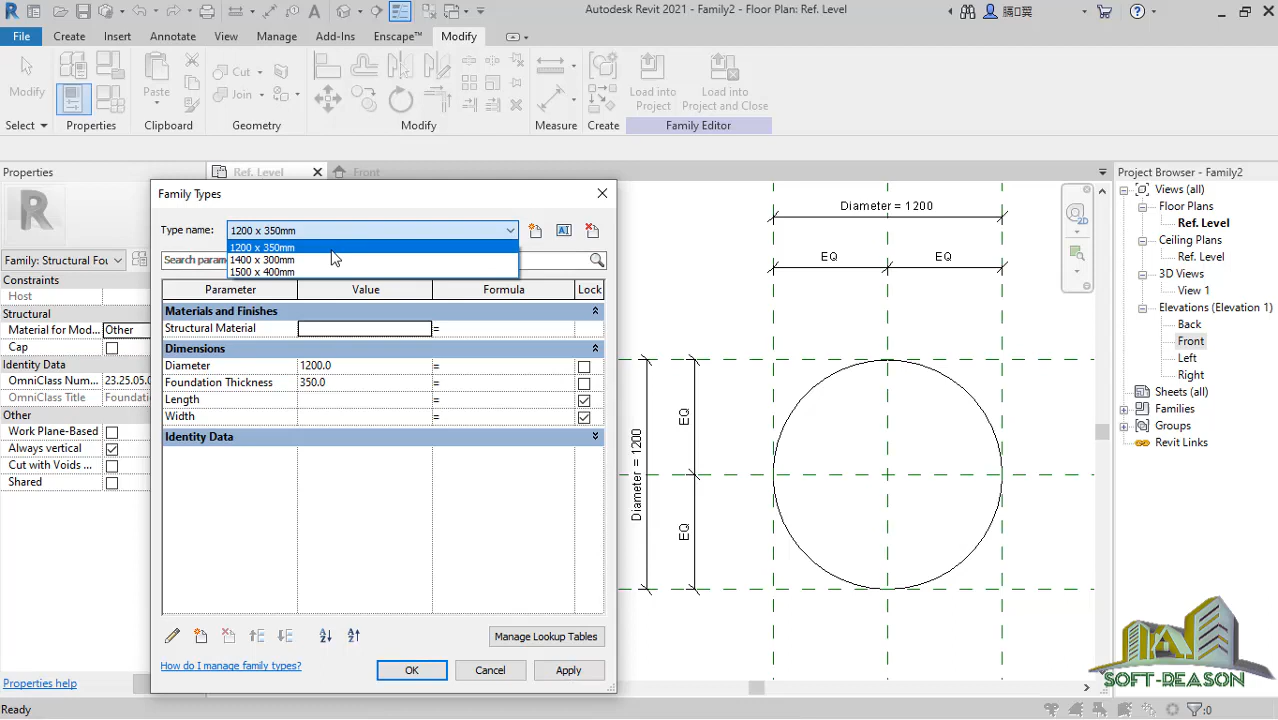 Autodesk Revit 2021 - Family2 - Floor Plan: Ref. Level
File Create Insert Annotate View Manage Add-Ins Enscape™ Modify
Modify Paste Cut Join Load into Project Load into Project and Close
Select Properties Clipboard Geometry Modify Measure Create Family Editor
Properties
Ref. Level Front
Project Browser - Family2
Family: Structural Fou
Constraints
Host
Structural
Material for Mod... Other
Cap
Identity Data
OmniClass Num... 23.25.05.0
OmniClass Title Foundatio
Other
Work Plane-Based
Always vertical
Cut with Voids ...
Shared
Properties help
Ready
Family Types
Type name: 1200 x 350mm
1200 x 350mm
1400 x 300mm
1500 x 400mm
Search param
Parameter Value Formula Lock
Materials and Finishes
Structural Material =
Dimensions
Diameter 1200.0 =
Foundation Thickness 350.0 =
Length =
Width =
Identity Data
Manage Lookup Tables
How do I manage family types?
OK Cancel Apply
Diameter = 1200
EQ EQ
Diameter = 1200
EQ
EQ
2D
Views (all)
Floor Plans
Ref. Level
Ceiling Plans
Ref. Level
3D Views
View 1
Elevations (Elevation 1)
Back
Front
Left
Right
Sheets (all)
Families
Groups
Revit Links
SOFT-REASON
:0